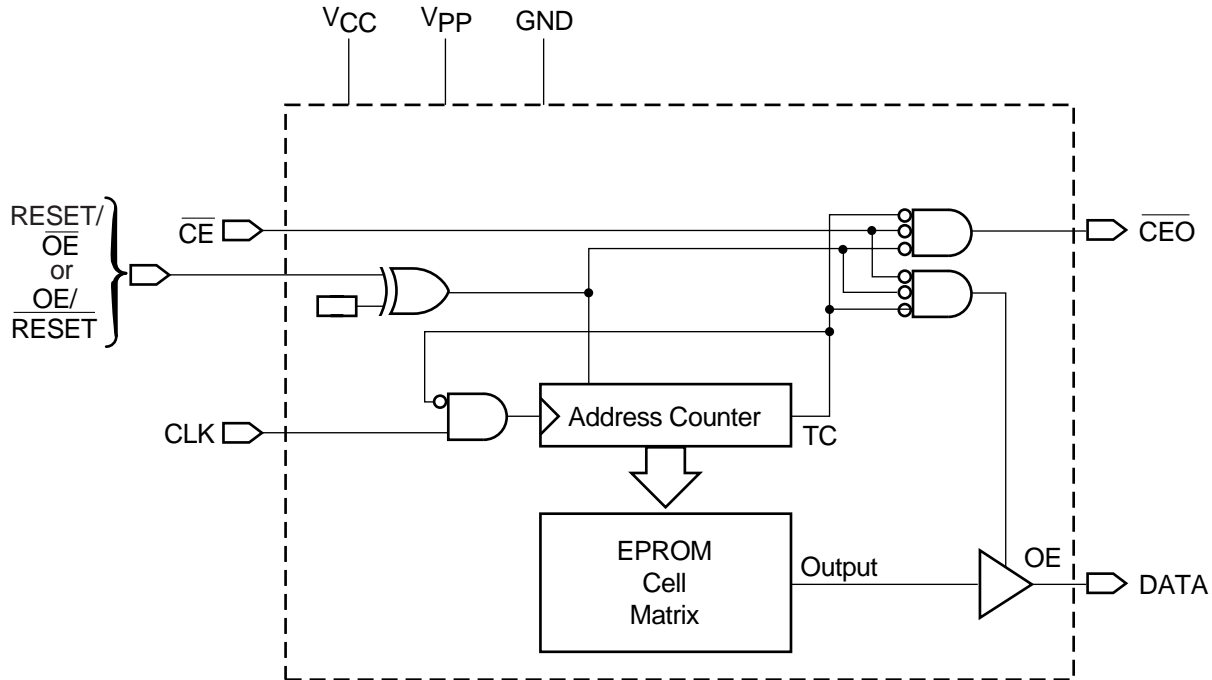 VCC VPP GND
RESET/
OE
or
OE/
RESET
CE
CEO
CLK
Address Counter
TC
EPROM
Cell
Matrix
Output
OE
DATA